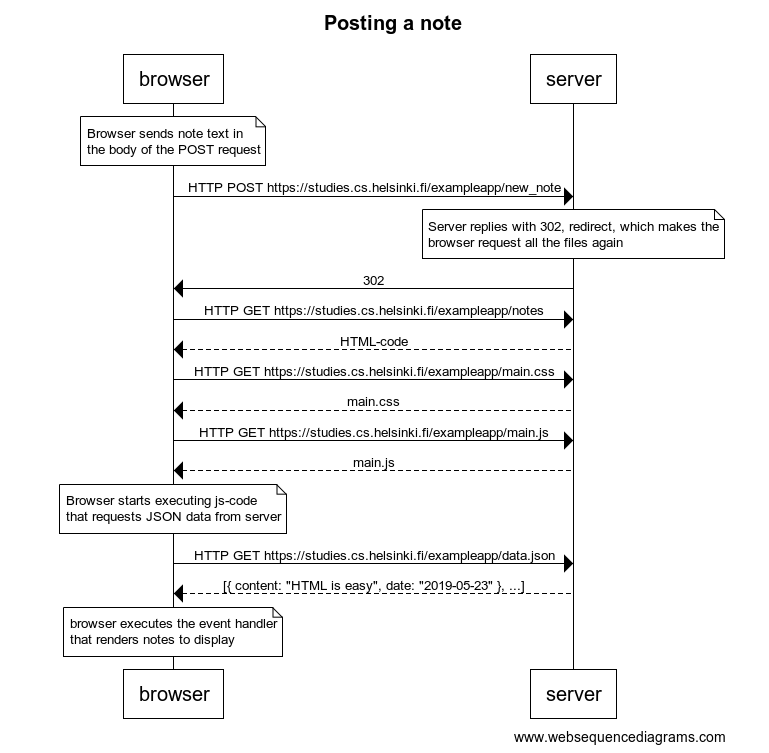 Posting a note
browser
server
Browser sends note text in
the body of the POST request
HTTP POST https://studies.cs.helsinki.fi/exampleapp/new_note
Server replies with 302, redirect, which makes the
browser request all the files again
302
HTTP GET https://studies.cs.helsinki.fi/exampleapp/notes
HTML-code
HTTP GET https://studies.cs.helsinki.fi/exampleapp/main.css
main.css
HTTP GET https://studies.cs.helsinki.fi/exampleapp/main.js
main.js
Browser starts executing js-code
that requests JSON data from server
HTTP GET https://studies.cs.helsinki.fi/exampleapp/data.json
[{ content: "HTML is easy", date: "2019-05-23" }, ...]
browser executes the event handler
that renders notes to display
browser
server
www.websequencediagrams.com